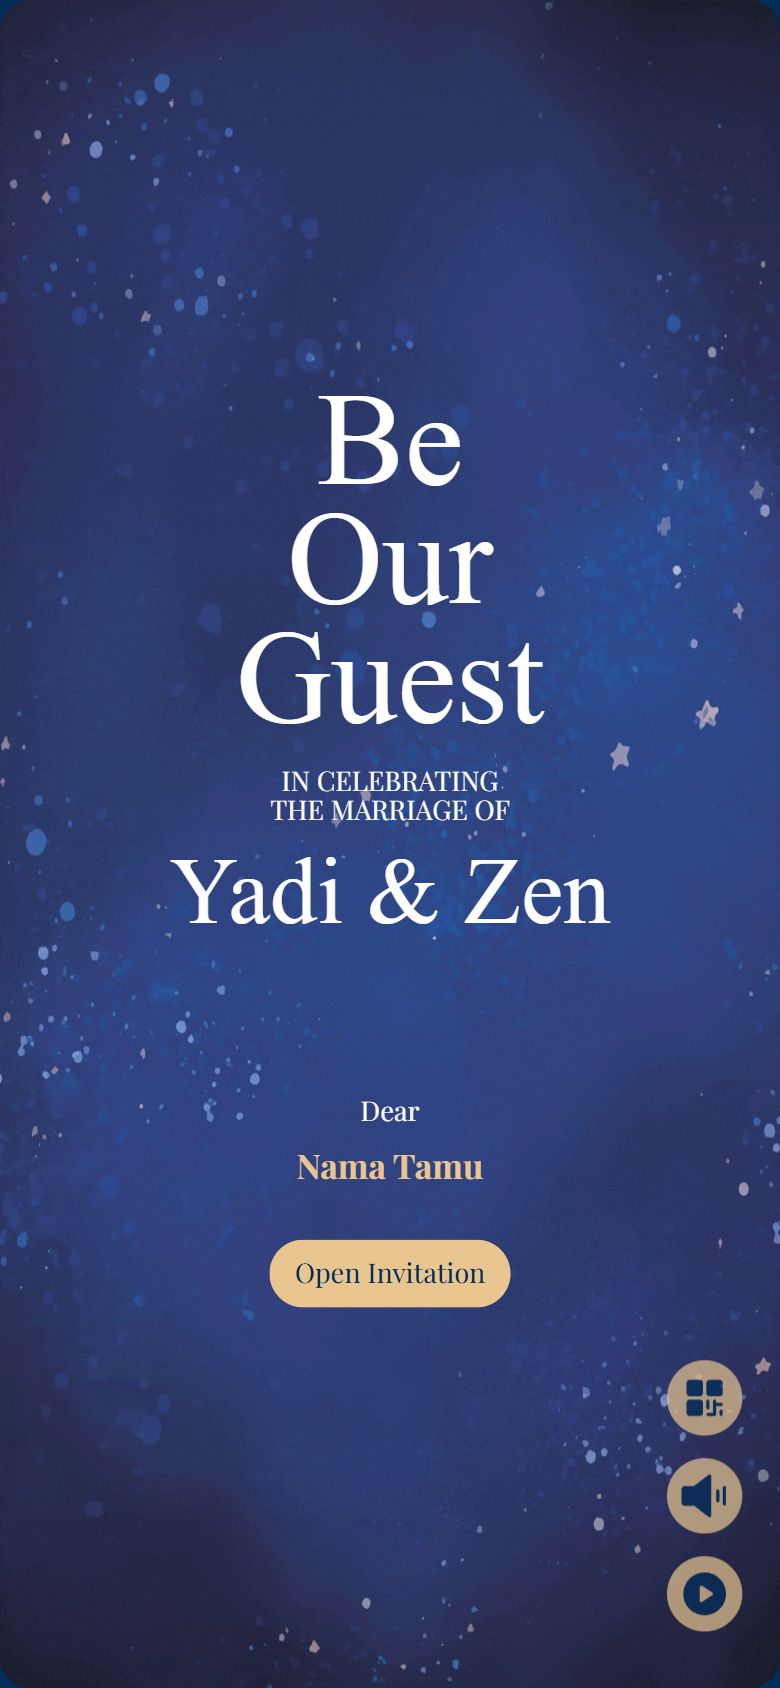 Be
Our
Guest
IN CELEBRATING
THE MARRIAGE OF
Yadi & Zen
Dear
Nama Tamu
Open Invitation